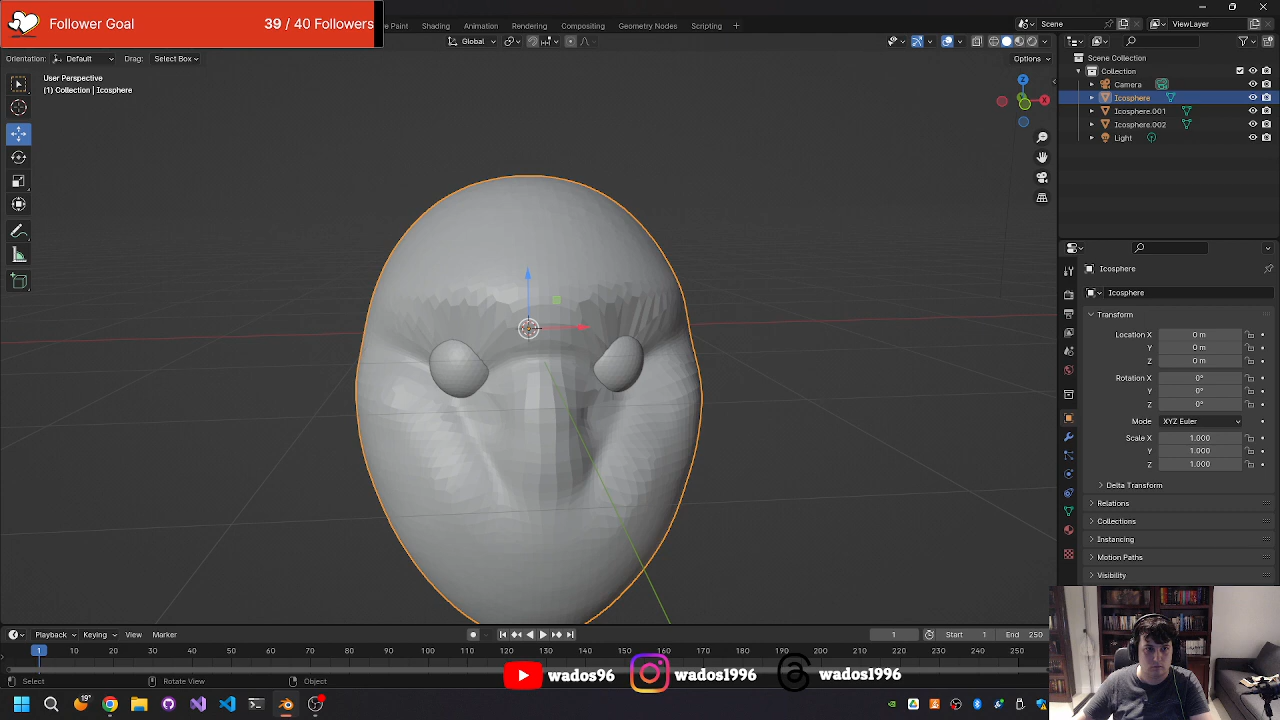 Follower Goal 39 / 40 Followers
e Paint Shading Animation Rendering Compositing Geometry Nodes Scripting +
Scene ViewLayer
Global
Orientation: Default Drag: Select Box
Options
User Perspective
(1) Collection | Icosphere
X
Z
Scene Collection
Collection
Camera
Icosphere
Icosphere.001
Icosphere.002
Light
Icosphere
Icosphere
Transform
Location X 0 m
Y 0 m
Z 0 m
Rotation X 0°
Y 0°
Z 0°
Mode XYZ Euler
Scale X 1.000
Y 1.000
Z 1.000
Delta Transform
Relations
Collections
Instancing
Motion Paths
Visibility
Playback Keying View Marker
1 Start 1 End 250
1 10 20 30 40 50 60 70 80 90 100 110 120 130 140 150 160 170 180 190 200 210 220 230 240 250
Select Rotate View Object
wados96 wados1996 wados1996
19°